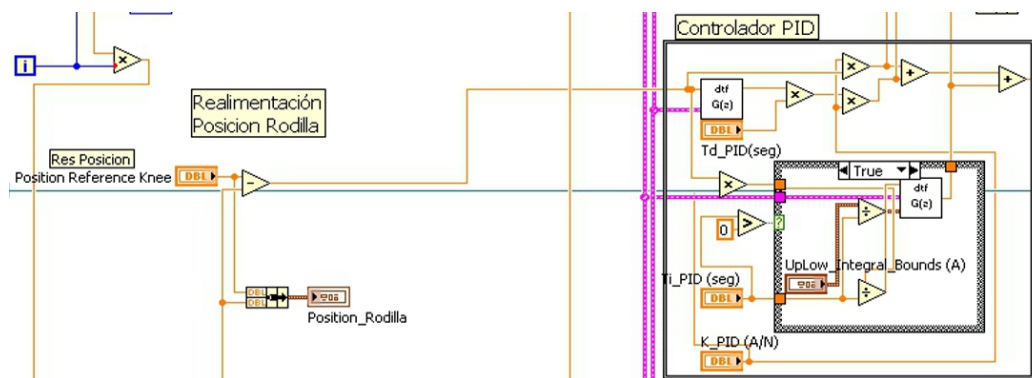 Controlador PID
i
Realimentación
Posicion Rodilla
dtf
G(z)
DBL
Td_PID(seg)
Res Posicion
Position Reference Knee
DBL
True
dtf
G(z)
0
?
UpLow_Integral_Bounds (A)
Ti_PID (seg)
DBL
DBL
DBL
Position_Rodilla
K_PID (A/N)
DBL